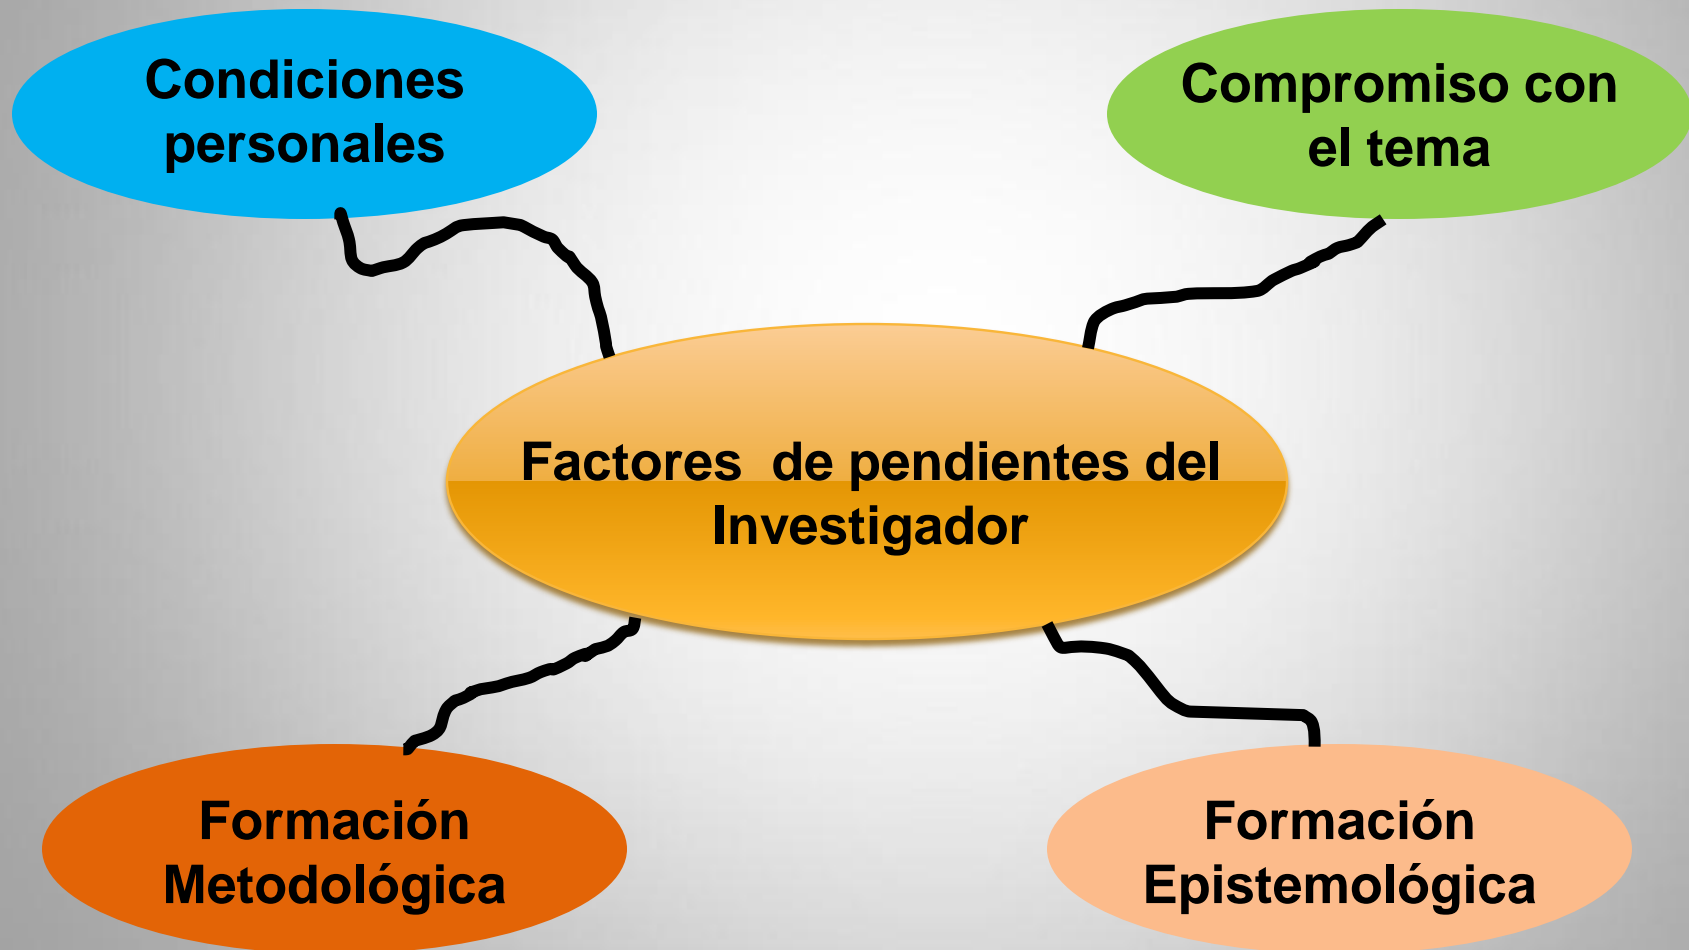 Condiciones
personales
Compromiso con
el tema
Factores  de pendientes del
Investigador
Formación
Metodológica
Formación
Epistemológica